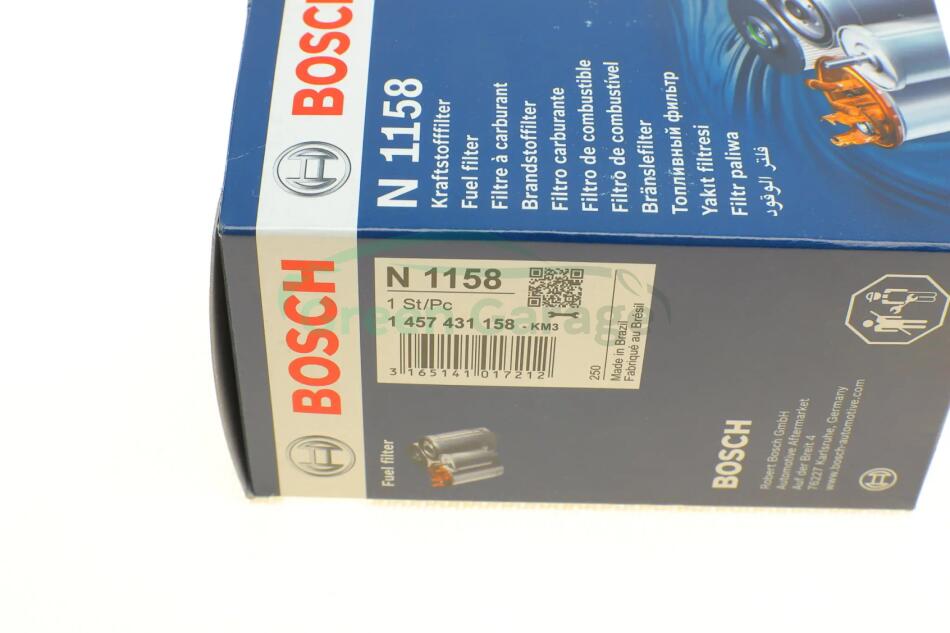 BOSCH
N 1158
Kraftstofffilter
Fuel filter
Filtre à carburant
Brandstoffilter
Filtro carburante
Filtro de combustible
Filtro de combustível
Bränslefilter
Топливный фильтр
Yakıt filtresi
Filtr paliwa
فلتر الوقود
BOSCH
N 1158
1 St/Pc
1 457 431 158 - KM3
3 165141 017212
250
Made in Brazil
Fabriqué au Brésil
Green Garage
Fuel filter
BOSCH
Robert Bosch GmbH
Automotive Aftermarket
Auf der Breit 4
76227 Karlsruhe, Germany
www.bosch-automotive.com